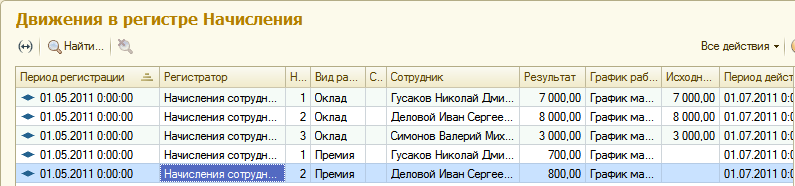 Движения в регистре Начисления
Найти...
Все действия
Период регистрации Регистратор Н... Вид ра... С... Сотрудник Результат График раб... Исходн... Период дейст
01.05.2011 0:00:00 Начисления сотрудн... 1 Оклад Гусаков Николай Дми... 7 000,00 График ма... 7 000,00 01.07.2011 0:0
01.05.2011 0:00:00 Начисления сотрудн... 2 Оклад Деловой Иван Сергее... 8 000,00 График ма... 8 000,00 01.07.2011 0:0
01.05.2011 0:00:00 Начисления сотрудн... 3 Оклад Симонов Валерий Мих... 3 000,00 График ма... 3 000,00 01.07.2011 0:0
01.05.2011 0:00:00 Начисления сотрудн... 1 Премия Гусаков Николай Дми... 700,00 График ма... 01.07.2011 0:0
01.05.2011 0:00:00 Начисления сотрудн... 2 Премия Деловой Иван Сергее... 800,00 График ма... 01.07.2011 0:0